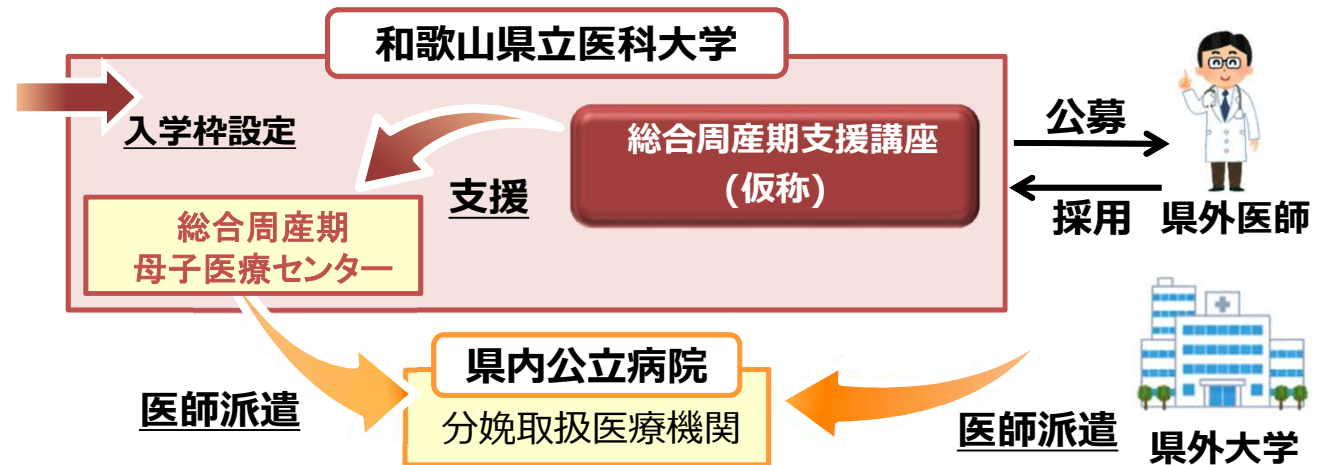 和歌山県立医科大学
入学枠設定
総合周産期支援講座
(仮称)
公募
採用
県外医師
支援
総合周産期
母子医療センター
県内公立病院
分娩取扱医療機関
医師派遣
医師派遣
県外大学